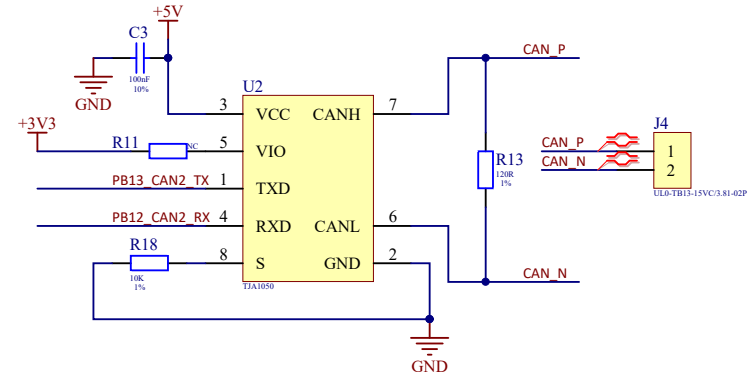 +5V
C3
100nF
10%
GND
U2
CAN_P
3 VCC CANH 7
+3V3
R11 NC 5 VIO
J4
CAN_P 1
CAN_N 2
UL0-TB13-15VC/3.81-02P
R13
120R
1%
PB13_CAN2_TX 1 TXD
PB12_CAN2_RX 4 RXD CANL 6
R18
10K
1%
8 S GND 2
TJA1050
CAN_N
GND